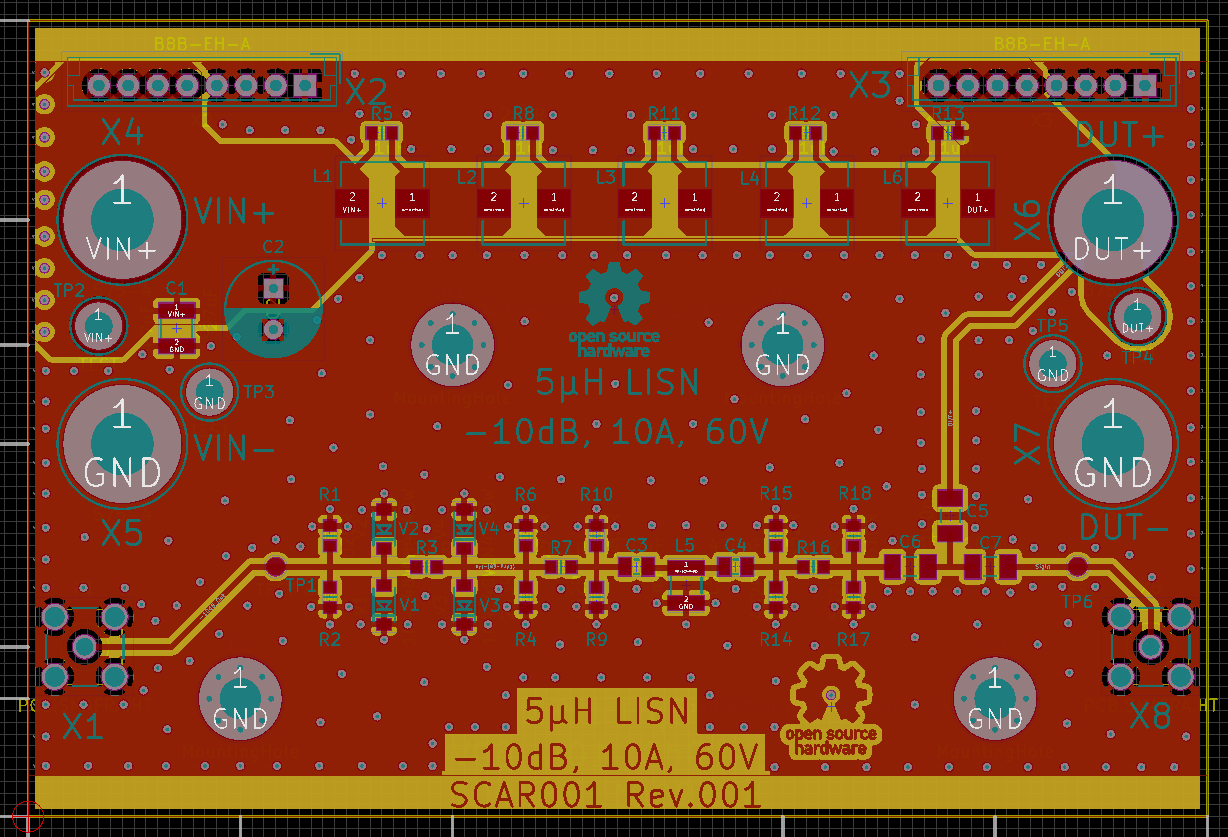 B8B-EH-A
B8B-EH-A
X2
X3
R5
R8
R11
R12
R13
X4
DUT+
1
VIN+
VIN+
L1
2
VIN+
1
L2
2
1
L3
2
1
L4
2
1
L6
2
1
DUT+
X6
1
DUT+
C2
TP2
1
VIN+
C1
1
VIN+
2
GND
1
GND
TP3
1
GND
open source
hardware
1
GND
1
DUT+
TP4
TP5
1
GND
5µH LISN
-10dB, 10A, 60V
1
GND
VIN-
X5
X7
1
GND
DUT-
R1
R6
R10
R15
R18
V2
V4
C5
R3
R7
C3
L5
C4
R16
C6
C7
1
2
GND
TP1
V1
V3
TP6
R2
R4
R9
R14
R17
X1
1
GND
1
GND
X8
5µH LISN
-10dB, 10A, 60V
open source
hardware
SCAR001 Rev.001